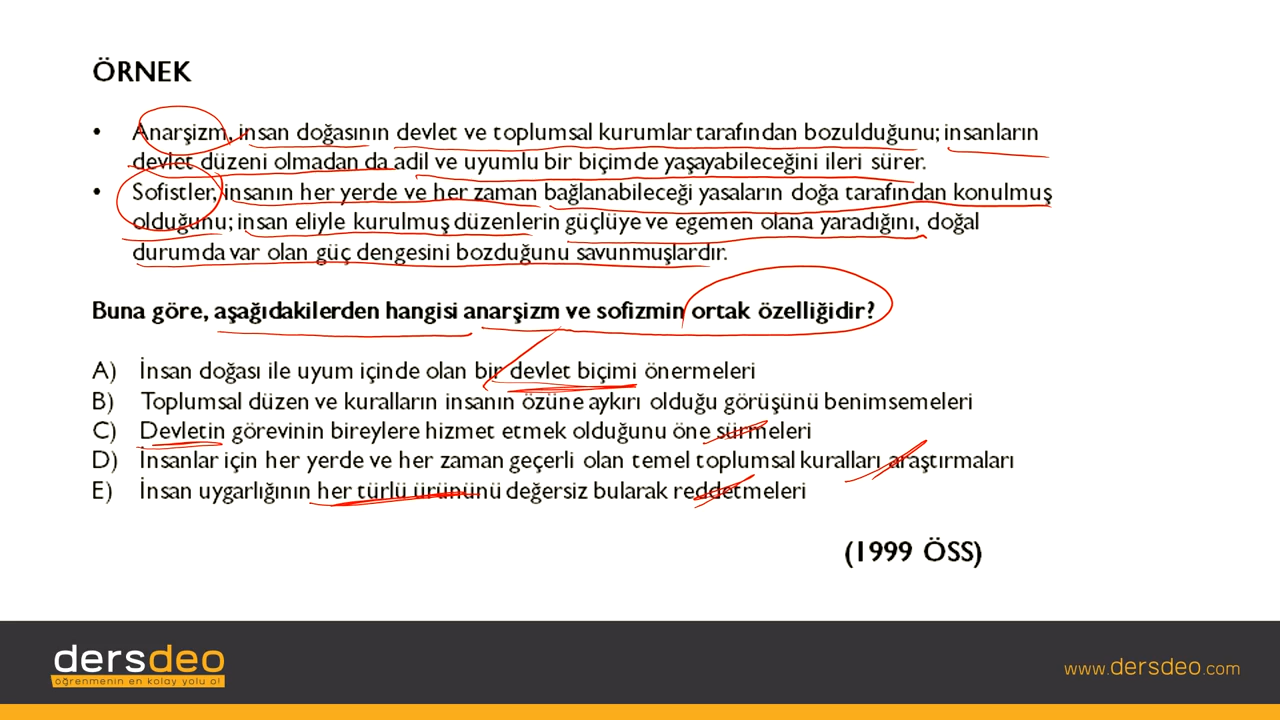 ÖRNEK
• Anarşizm, insan doğasının devlet ve toplumsal kurumlar tarafından bozulduğunu; insanların
devlet düzeni olmadan da adil ve uyumlu bir biçimde yaşayabileceğini ileri sürer.
• Sofistler, insanın her yerde ve her zaman bağlanabileceği yasaların doğa tarafından konulmuş
olduğunu; insan eliyle kurulmuş düzenlerin güçlüye ve egemen olana yaradığını, doğal
durumda var olan güç dengesini bozduğunu savunmuşlardır.
Buna göre, aşağıdakilerden hangisi anarşizm ve sofizmin ortak özelliğidir?
A) İnsan doğası ile uyum içinde olan bir devlet biçimi önermeleri
B) Toplumsal düzen ve kuralların insanın özüne aykırı olduğu görüşünü benimsemeleri
C) Devletin görevinin bireylere hizmet etmek olduğunu öne sürmeleri
D) İnsanlar için her yerde ve her zaman geçerli olan temel toplumsal kuralları araştırmaları
E) İnsan uygarlığının her türlü ürününü değersiz bularak reddetmeleri
(1999 ÖSS)
dersdeo
öğrenmenin en kolay yolu o!
www.dersdeo.com